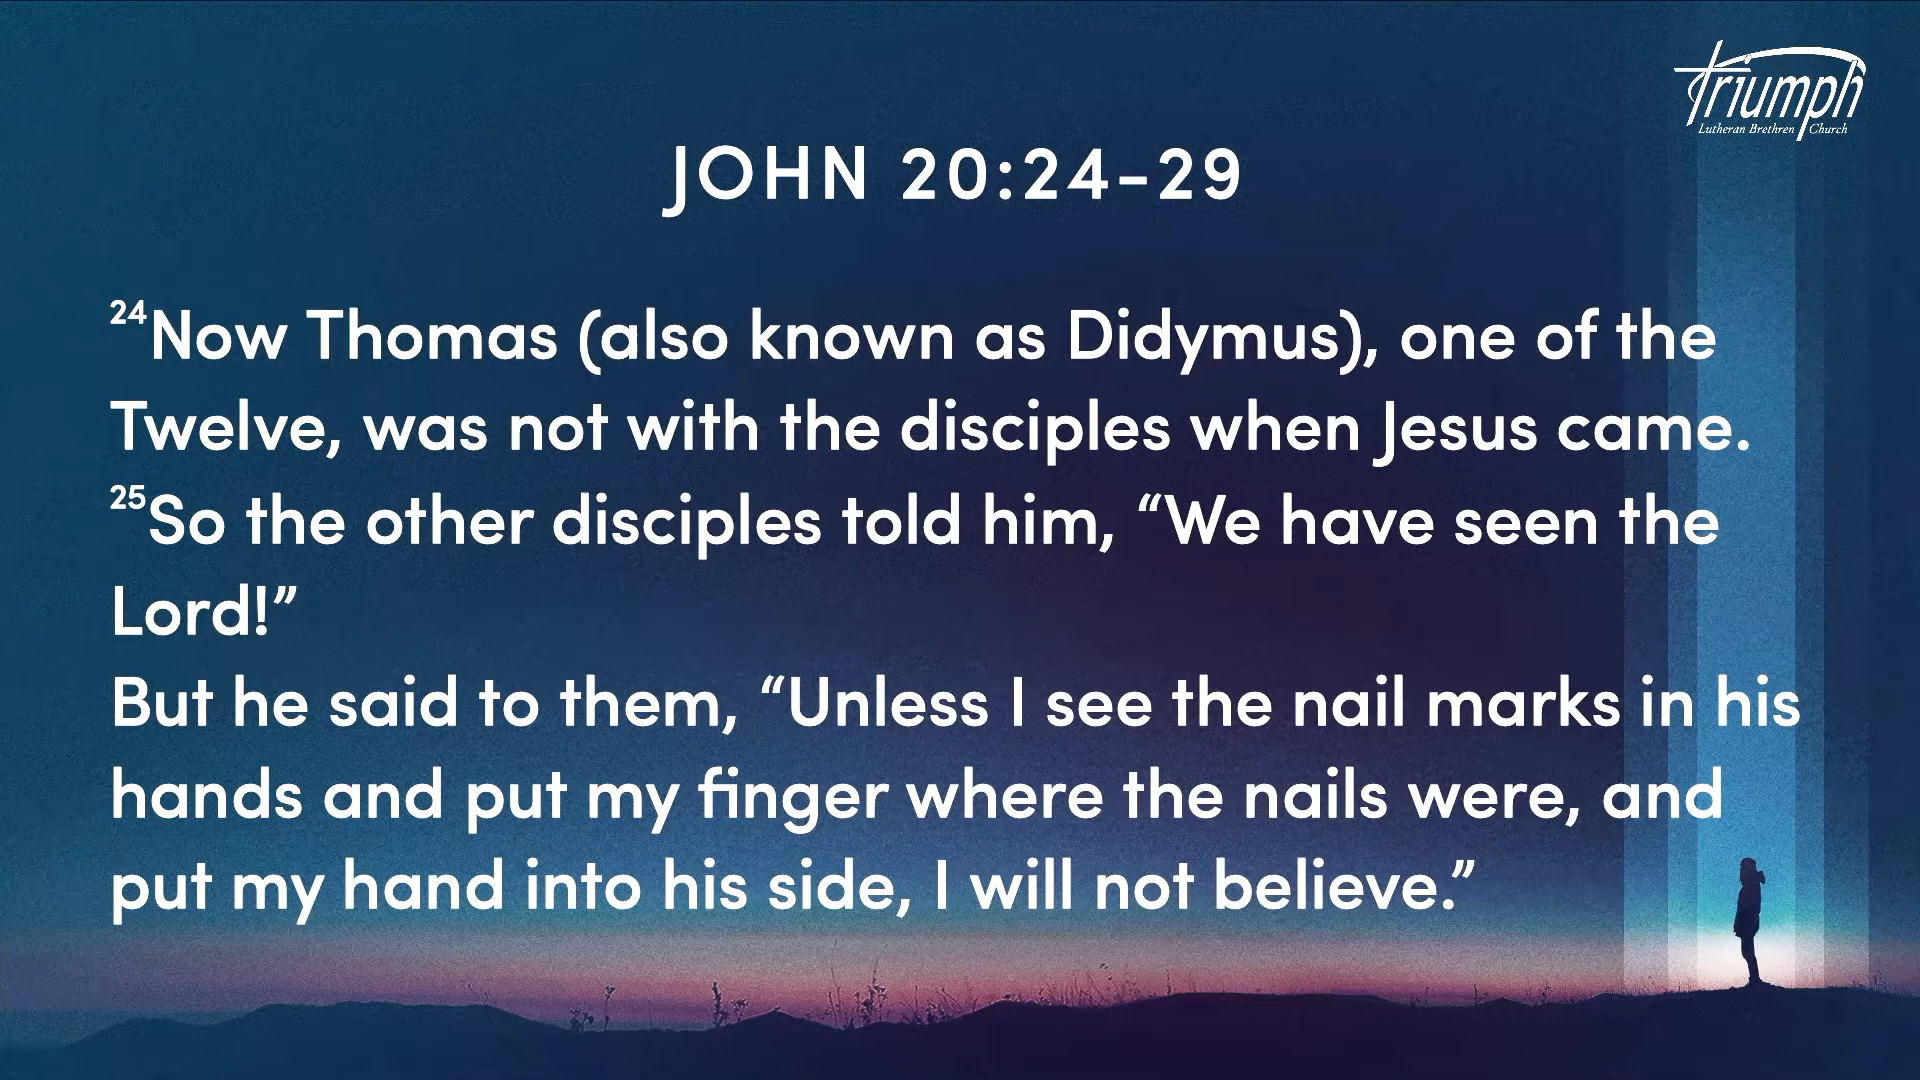 triumph
Lutheran Brethren Church
JOHN 20:24-29
24Now Thomas (also known as Didymus), one of the
Twelve, was not with the disciples when Jesus came.
25So the other disciples told him, “We have seen the
Lord!”
But he said to them, “Unless I see the nail marks in his
hands and put my finger where the nails were, and
put my hand into his side, I will not believe.”